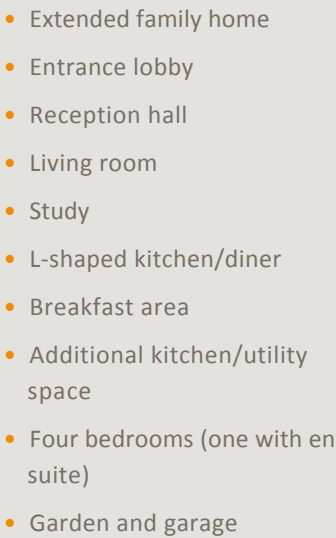 • Extended family home
• Entrance lobby
• Reception hall
• Living room
• Study
• L-shaped kitchen/diner
• Breakfast area
• Additional kitchen/utility
space
• Four bedrooms (one with en
suite)
• Garden and garage